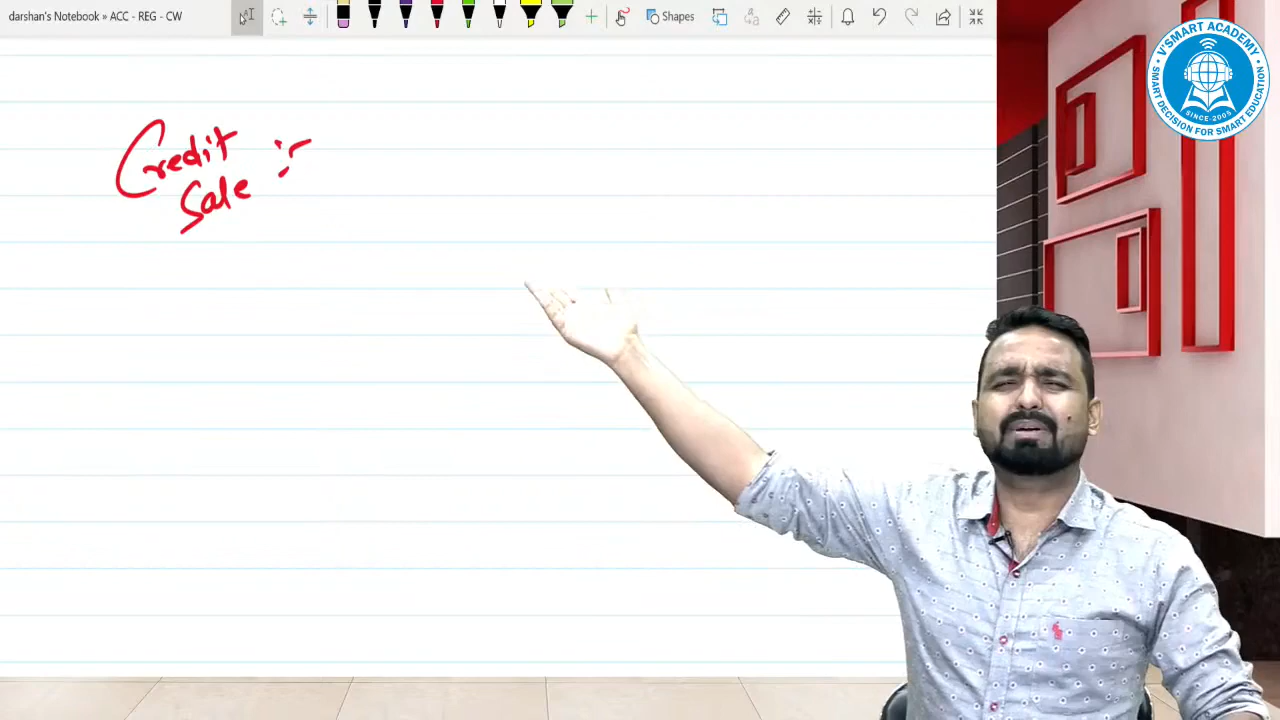 darshan's Notebook » ACC - REG - CW
Shapes
V'SMART ACADEMY
SMART DECISION FOR SMART EDUCATION
SINCE-2005
Credit :-
Sale